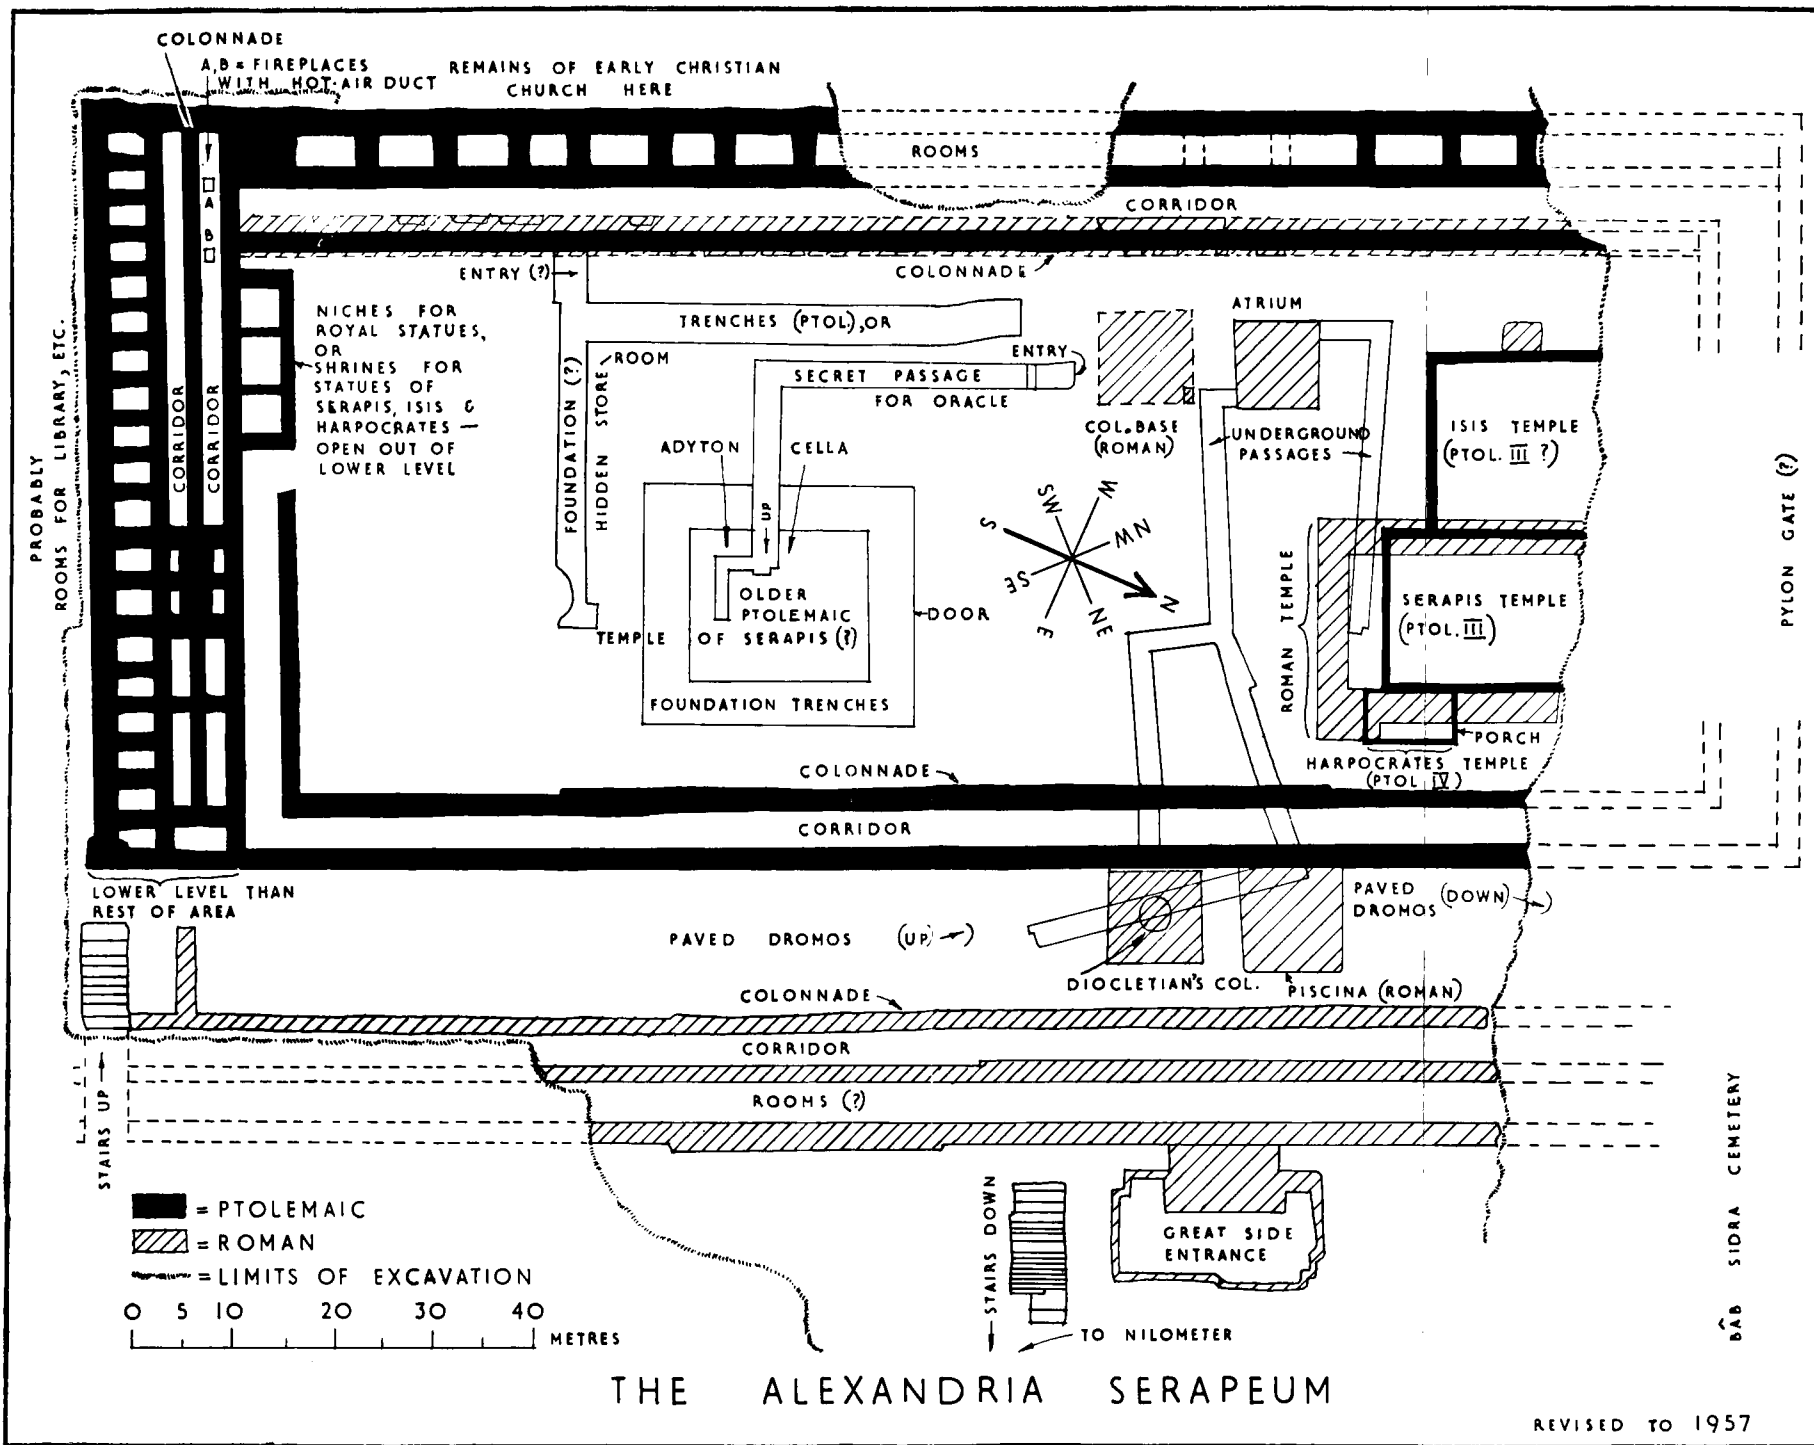 COLONNADE
A,B = FIREPLACES
WITH HOT-AIR DUCT
REMAINS OF EARLY CHRISTIAN
CHURCH HERE
ROOMS
CORRIDOR
A
B
ENTRY (?)
COLONNADE
PROBABLY
ROOMS FOR LIBRARY, ETC.
CORRIDOR
CORRIDOR
NICHES FOR
ROYAL STATUES,
OR
SHRINES FOR
STATUES OF
SERAPIS, ISIS &
HARPOCRATES —
OPEN OUT OF
LOWER LEVEL
TRENCHES (PTOL.), OR
FOUNDATION (?)
HIDDEN STORE
ROOM
ENTRY
SECRET PASSAGE
FOR ORACLE
ATRIUM
COL. BASE
(ROMAN)
UNDERGROUND
PASSAGES
ISIS TEMPLE
(PTOL. III ?)
PYLON GATE (?)
ADYTON
CELLA
UP
OLDER
PTOLEMAIC
TEMPLE OF SERAPIS (?)
DOOR
FOUNDATION TRENCHES
S
SW
W
NW
N
NE
E
SE
ROMAN TEMPLE
SERAPIS TEMPLE
(PTOL. III)
PORCH
HARPOCRATES TEMPLE
(PTOL IV)
COLONNADE
CORRIDOR
LOWER LEVEL THAN
REST OF AREA
PAVED DROMOS (UP)
PAVED
DROMOS (DOWN)
DIOCLETIAN'S COL.
PISCINA (ROMAN)
COLONNADE
CORRIDOR
ROOMS (?)
STAIRS UP
STAIRS DOWN
GREAT SIDE
ENTRANCE
TO NILOMETER
BÂB SIDRA CEMETERY
= PTOLEMAIC
= ROMAN
= LIMITS OF EXCAVATION
0 5 10 20 30 40
METRES
THE ALEXANDRIA SERAPEUM
REVISED TO 1957